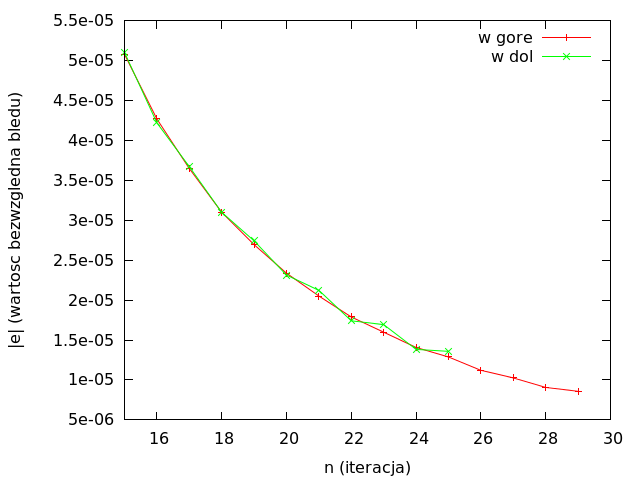 5.5e-05
5e-05
4.5e-05
4e-05
3.5e-05
3e-05
2.5e-05
2e-05
1.5e-05
1e-05
5e-06
|e| (wartosc bezwzgledna bledu)
w gore
w dol
16 18 20 22 24 26 28 30
n (iteracja)